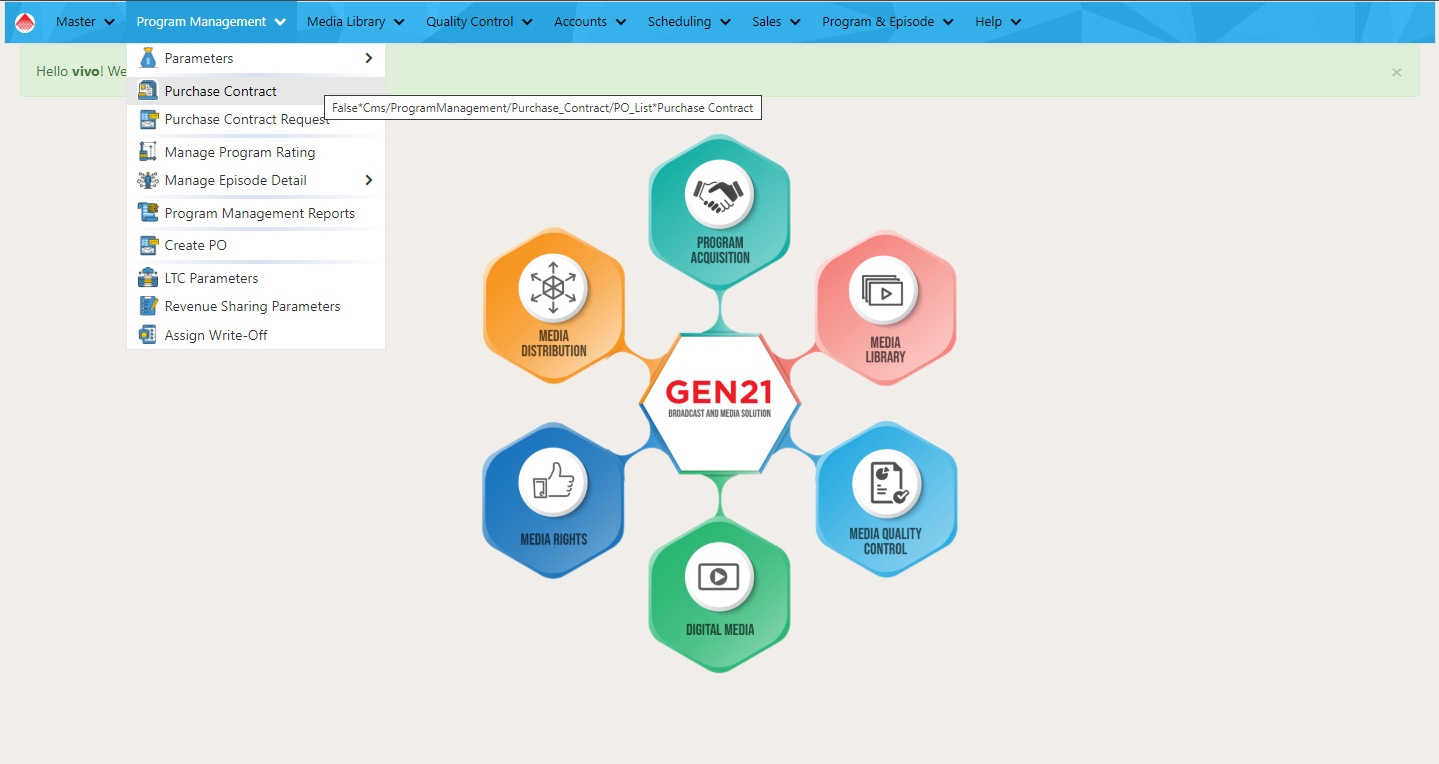 Master
Program Management
Media Library
Quality Control
Accounts
Scheduling
Sales
Program & Episode
Help
Hello vivo! We
×
Parameters
Purchase Contract
False*Cms/ProgramManagement/Purchase_Contract/PO_List*Purchase Contract
Purchase Contract Request
Manage Program Rating
Manage Episode Detail
Program Management Reports
Create PO
LTC Parameters
Revenue Sharing Parameters
Assign Write-Off
PROGRAM
ACQUISITION
MEDIA
DISTRIBUTION
MEDIA
LIBRARY
GEN21
BROADCAST AND MEDIA SOLUTION
MEDIA RIGHTS
MEDIA QUALITY
CONTROL
DIGITAL MEDIA